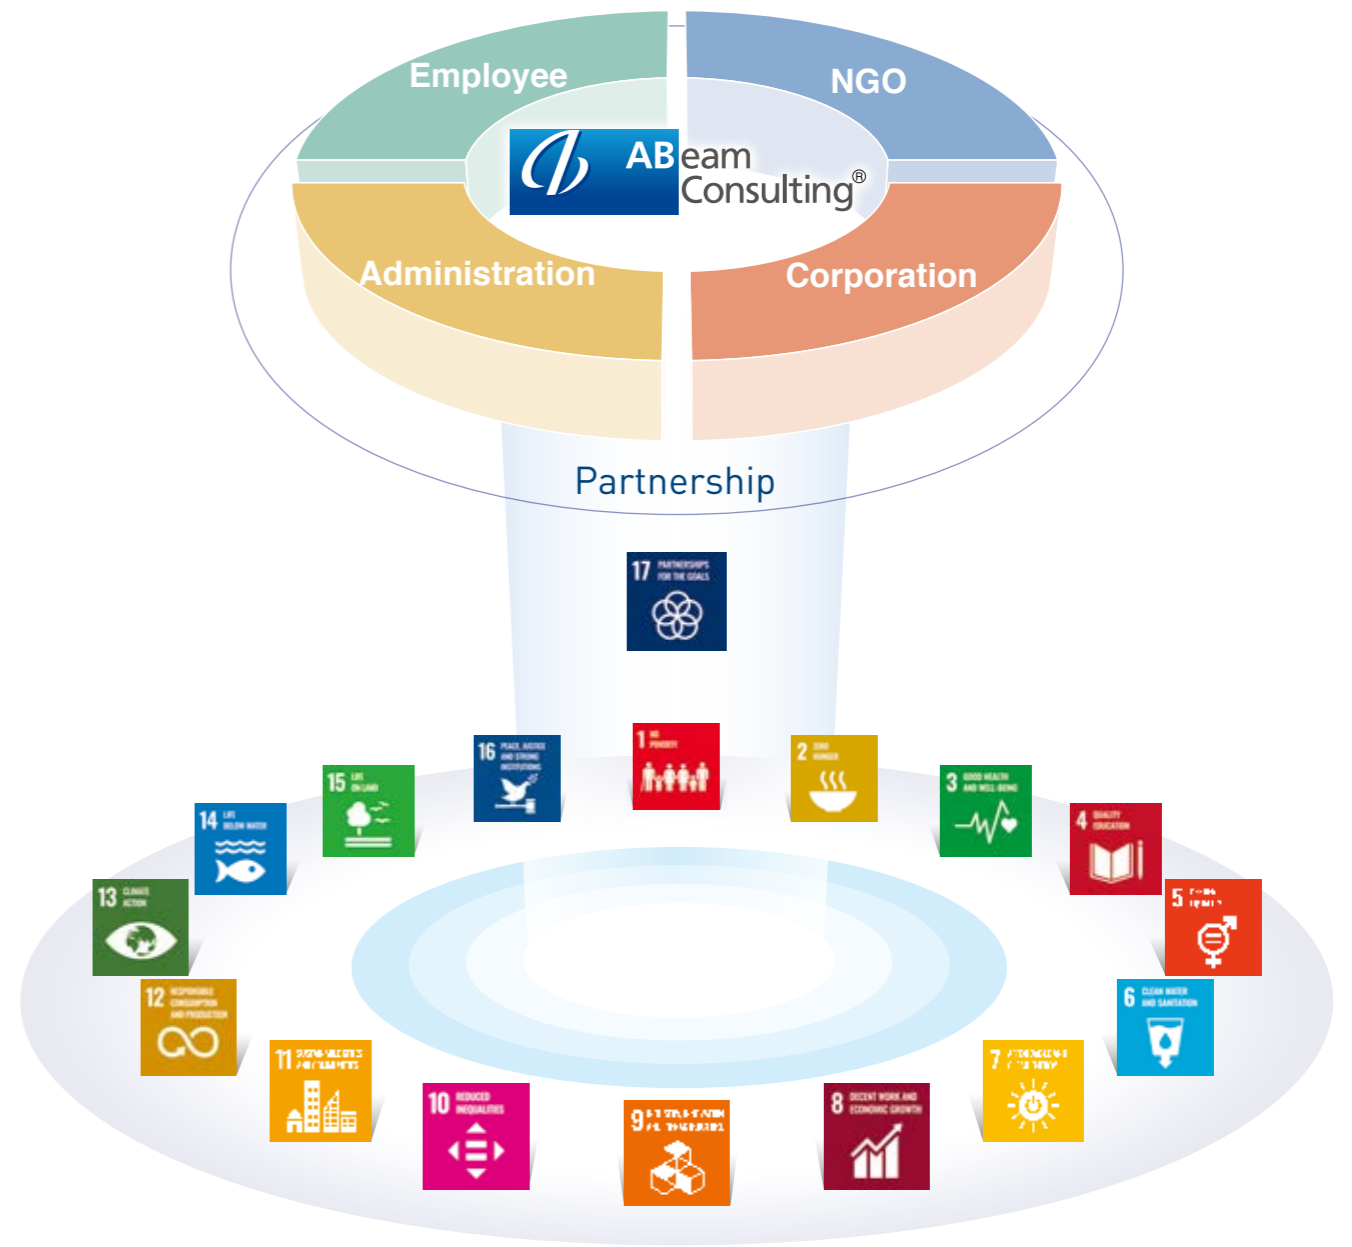 Employee
NGO
ABeam
Consulting®
Administration
Corporation
Partnership
17 PARTNERSHIPS
FOR THE GOALS
1 NO
POVERTY
2 ZERO
HUNGER
16 PEACE, JUSTICE
AND STRONG
INSTITUTIONS
3 GOOD HEALTH
AND WELL-BEING
15 LIFE
ON LAND
4 QUALITY
EDUCATION
14 LIFE
BELOW WATER
5
13 CLIMATE
ACTION
6 CLEAN WATER
AND SANITATION
12 RESPONSIBLE
CONSUMPTION
AND PRODUCTION
7
11
8 DECENT WORK AND
ECONOMIC GROWTH
10 REDUCED
INEQUALITIES
9